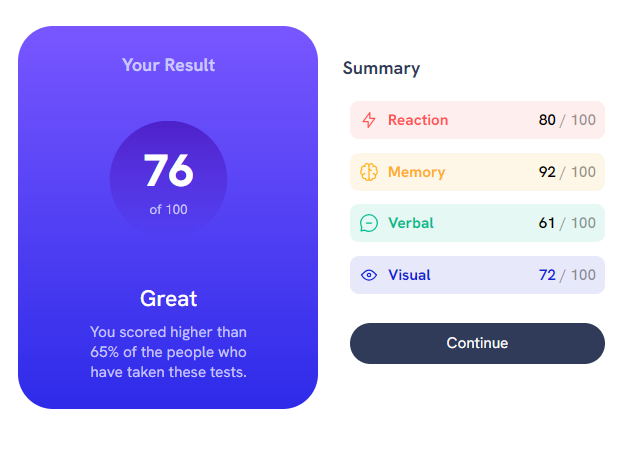 Your Result
76
of 100
Great
You scored higher than
65% of the people who
have taken these tests.
Summary
Reaction 80 / 100
Memory 92 / 100
Verbal 61 / 100
Visual 72 / 100
Continue